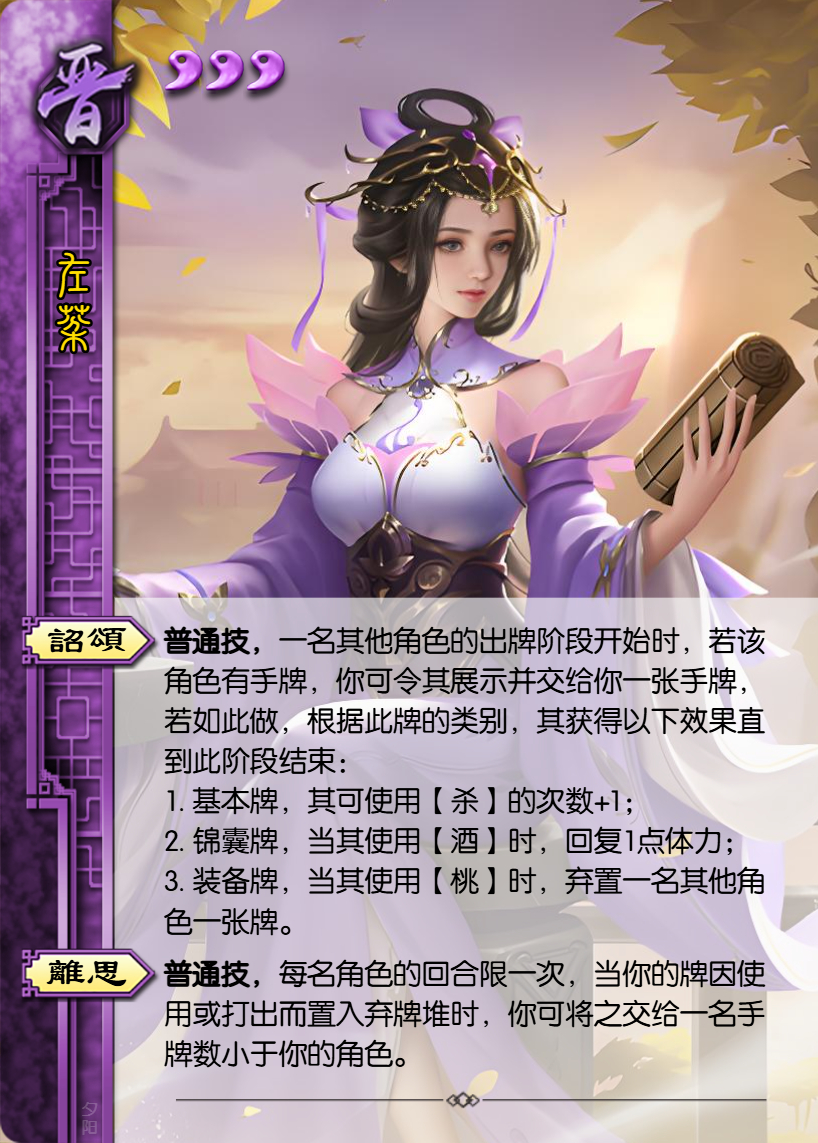 晋
左棻
詔頌
普通技，一名其他角色的出牌阶段开始时，若该
角色有手牌，你可令其展示并交给你一张手牌，
若如此做，根据此牌的类别，其获得以下效果直
到此阶段结束：
1. 基本牌，其可使用【杀】的次数+1；
2. 锦囊牌，当其使用【酒】时，回复1点体力；
3. 装备牌，当其使用【桃】时，弃置一名其他角
色一张牌。
離思
普通技，每名角色的回合限一次，当你的牌因使
用或打出而置入弃牌堆时，你可将之交给一名手
牌数小于你的角色。
夕阳